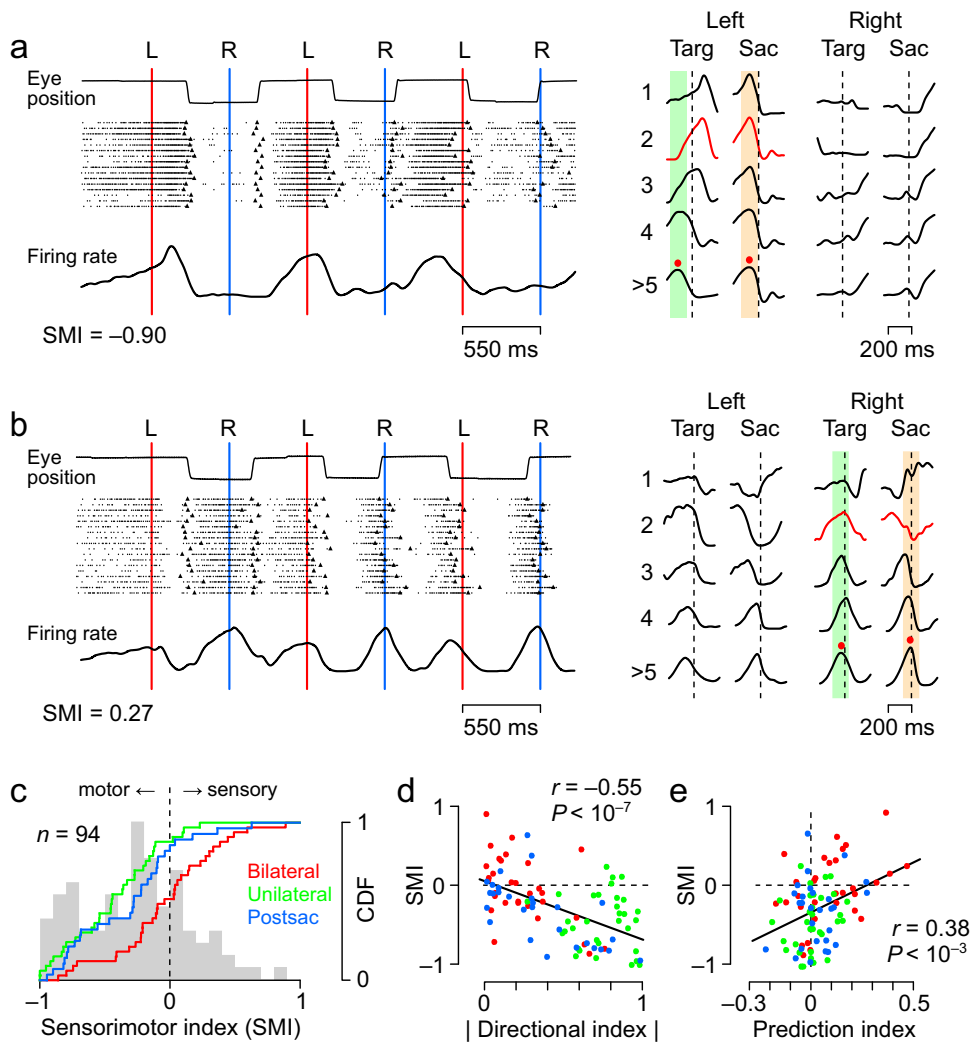 a
L R L R L R
Eye
position
Firing rate
SMI = –0.90
550 ms
Left Right
Targ Sac Targ Sac
1
2
3
4
>5
200 ms
b
L R L R L R
Eye
position
Firing rate
SMI = 0.27
550 ms
Left Right
Targ Sac Targ Sac
1
2
3
4
>5
200 ms
c
motor ← → sensory
n = 94
Bilateral
Unilateral
Postsac
1
CDF
0
–1 0 1
Sensorimotor index (SMI)
d
r = –0.55
P < 10⁻⁷
1
SMI
0
–1
0 1
| Directional index |
e
1
SMI
0
–1
r = 0.38
P < 10⁻³
–0.3 0 0.5
Prediction index